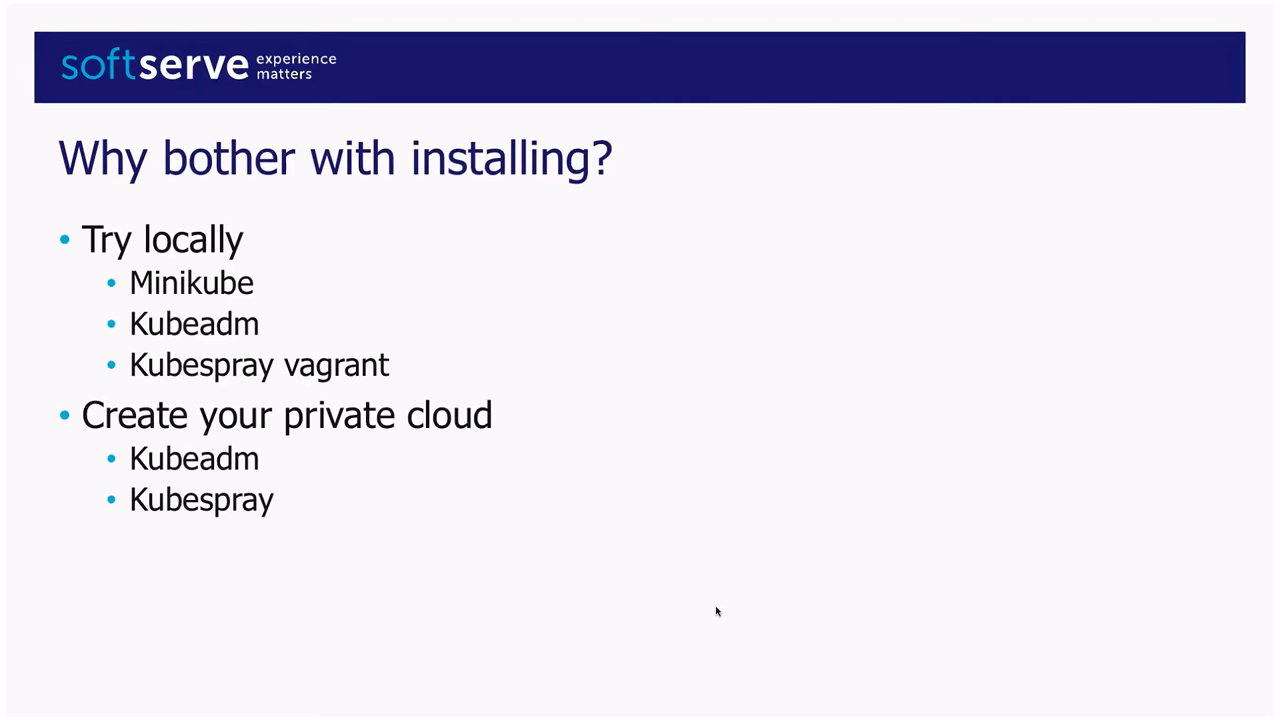 softserve experience matters
Why bother with installing?
• Try locally
• Minikube
• Kubeadm
• Kubespray vagrant
• Create your private cloud
• Kubeadm
• Kubespray